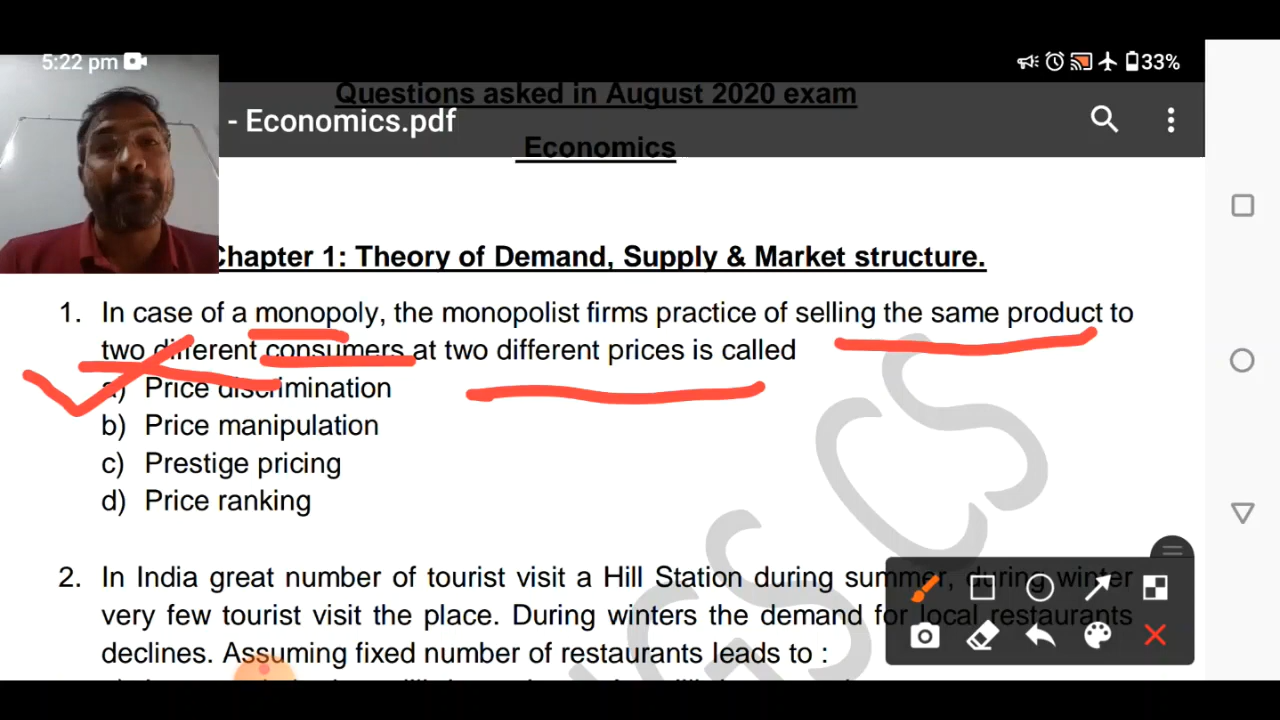 5:22 pm
33%
Questions asked in August 2020 exam
- Economics.pdf
Economics
Chapter 1: Theory of Demand, Supply & Market structure.
1. In case of a monopoly, the monopolist firms practice of selling the same product to
two different consumers at two different prices is called
a) Price discrimination
b) Price manipulation
c) Prestige pricing
d) Price ranking
2. In India great number of tourist visit a Hill Station during summer, during winter
very few tourist visit the place. During winters the demand for local restaurants
declines. Assuming fixed number of restaurants leads to :
GS CS